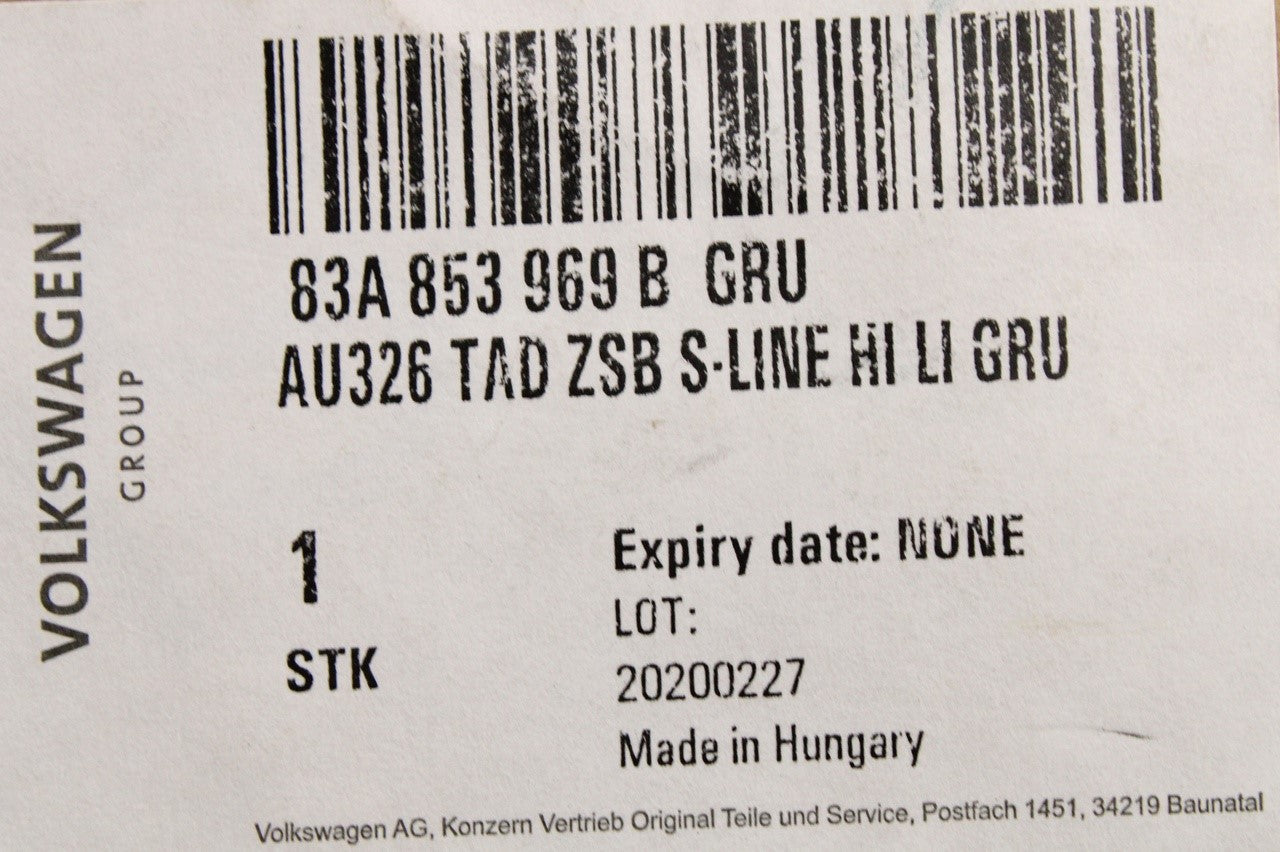 VOLKSWAGEN
GROUP
83A 853 969 B GRU
AU326 TAD ZSB S-LINE HI LI GRU
1
STK
Expiry date: NONE
LOT:
20200227
Made in Hungary
Volkswagen AG, Konzern Vertrieb Original Teile und Service, Postfach 1451, 34219 Baunatal